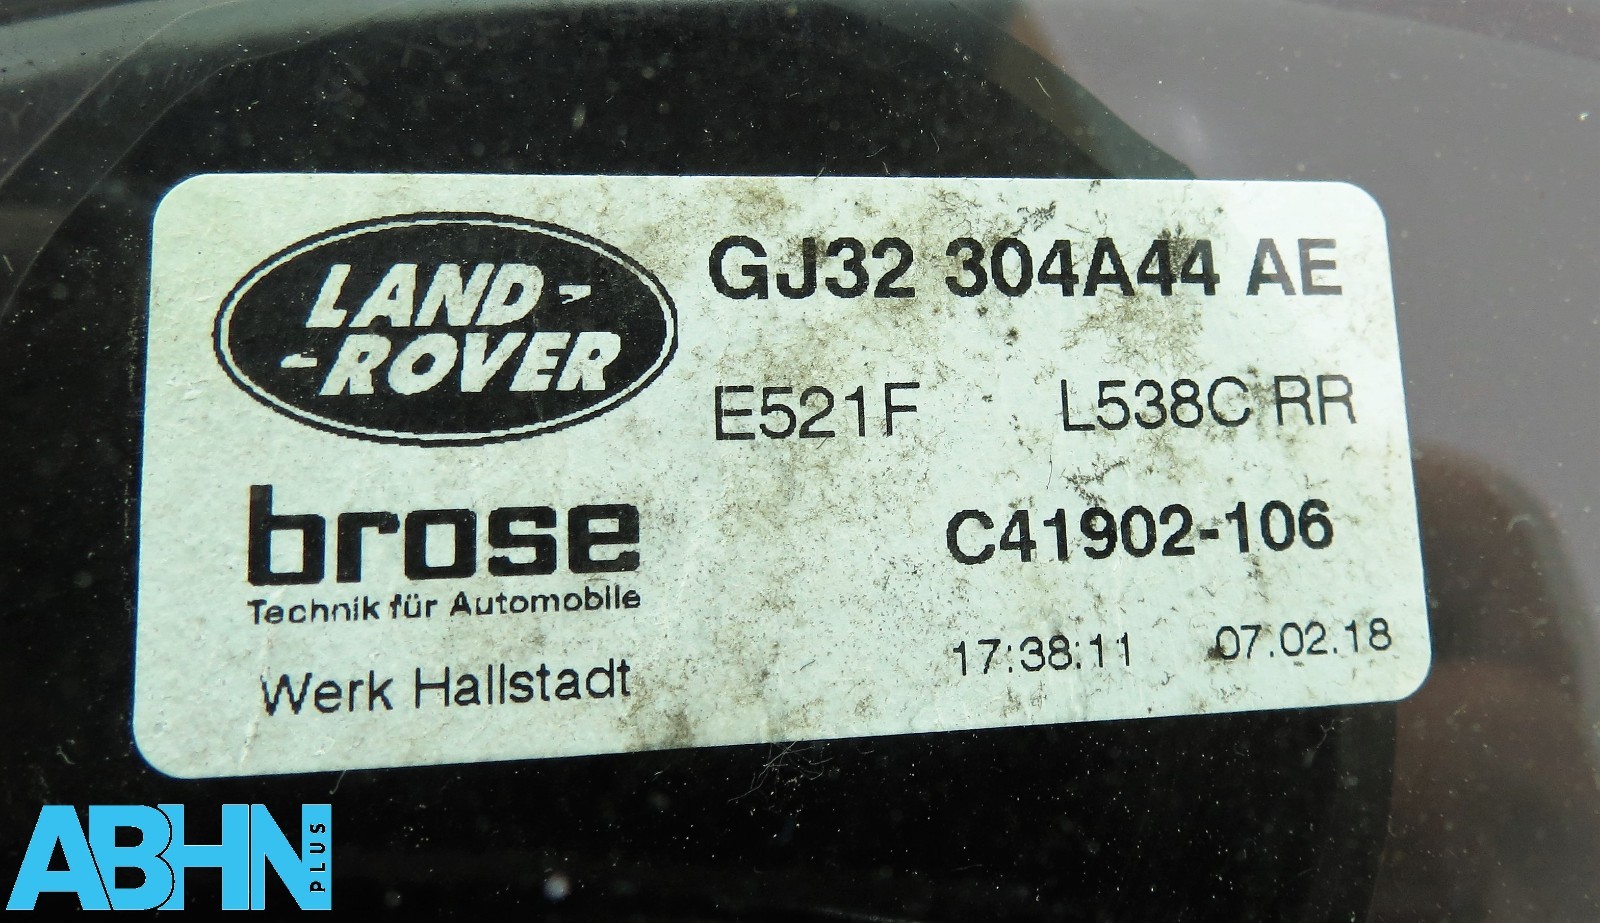 LAND-
-ROVER
GJ32 304A44 AE
E521F L538C RR
brose
Technik für Automobile
C41902-106
17:38:11 07.02.18
Werk Hallstadt
ABHN
PLUS